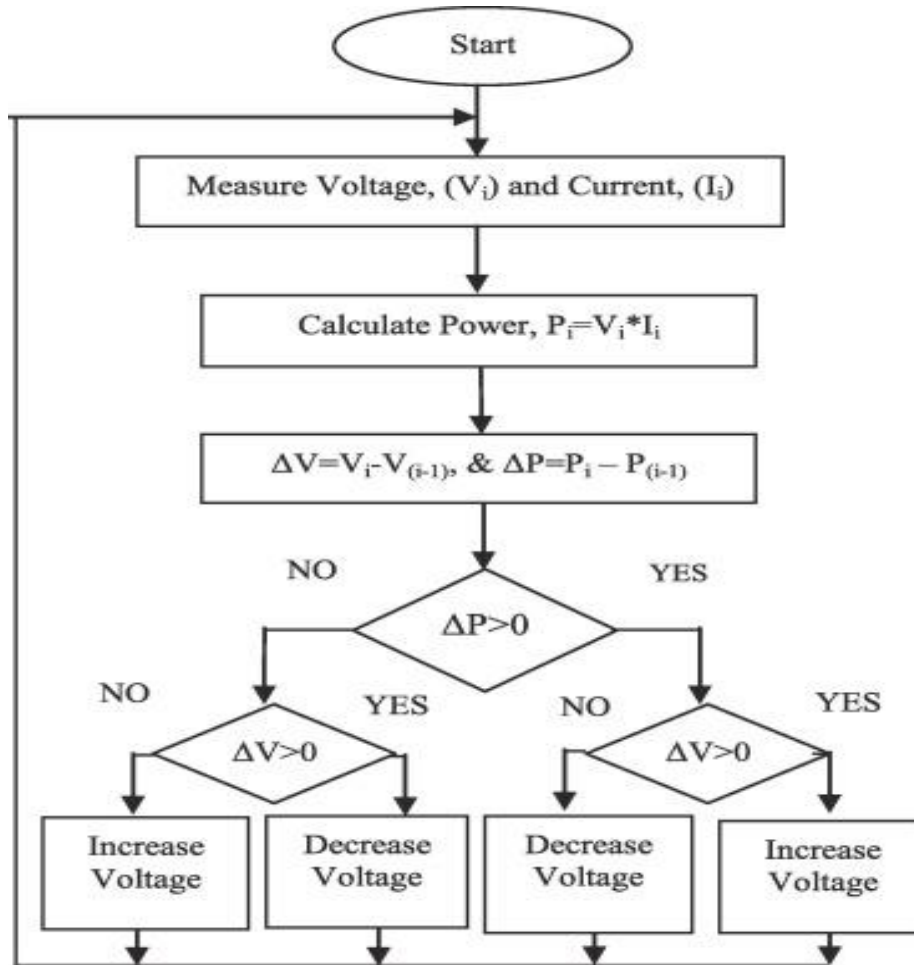 Start
Measure Voltage, (Vᵢ) and Current, (Iᵢ)
Calculate Power, Pᵢ=Vᵢ*Iᵢ
ΔV=Vᵢ-V₍ᵢ₋₁₎, & ΔP=Pᵢ – P₍ᵢ₋₁₎
NO
YES
ΔP>0
NO
YES
NO
YES
ΔV>0
ΔV>0
Increase
Voltage
Decrease
Voltage
Decrease
Voltage
Increase
Voltage